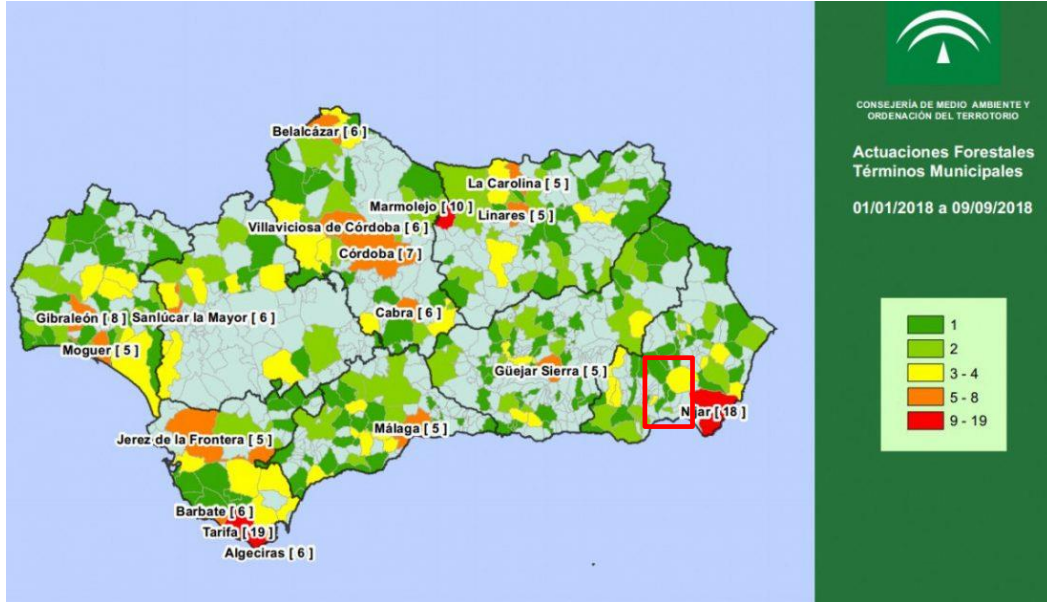 CONSEJERÍA DE MEDIO AMBIENTE Y
ORDENACIÓN DEL TERROTORIO
Actuaciones Forestales
Términos Municipales
01/01/2018 a 09/09/2018
Belalcázar [ 6 ]
La Carolina [ 5 ]
Marmolejo [ 10 ]
Linares [ 5 ]
Villaviciosa de Córdoba [ 6 ]
Córdoba [ 7 ]
Gibraleón [ 8 ]
Sanlúcar la Mayor [ 6 ]
Cabra [ 6 ]
Moguer [ 5 ]
Güejar Sierra [ 5 ]
Níjar [ 18 ]
Jerez de la Frontera [ 5 ]
Málaga [ 5 ]
Barbate [ 6 ]
Tarifa [ 19 ]
Algeciras [ 6 ]
1
2
3 - 4
5 - 8
9 - 19